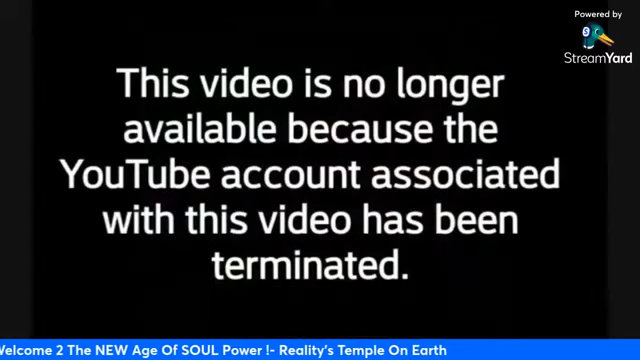 Powered by
StreamYard
This video is no longer
available because the
YouTube account associated
with this video has been
terminated.
Welcome 2 The NEW Age Of SOUL Power !- Reality's Temple On Earth